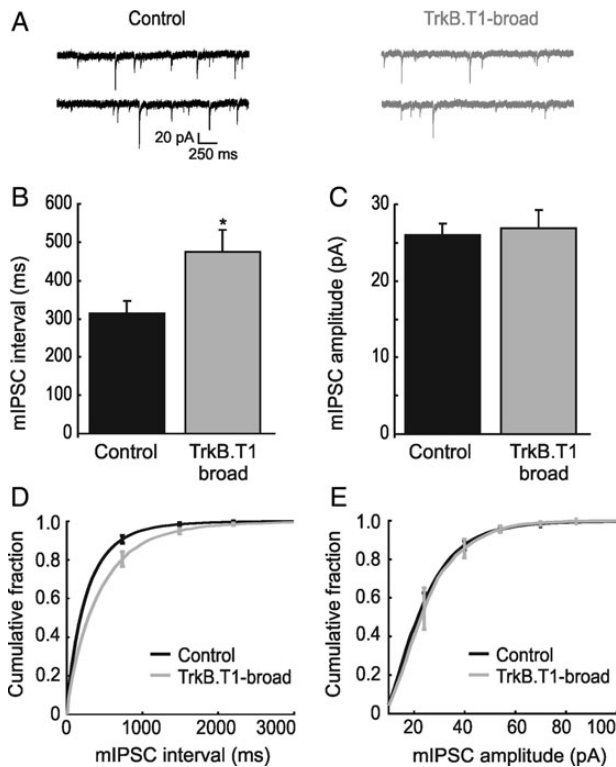 A
Control
TrkB.T1-broad
20 pA
250 ms
B
mIPSC interval (ms)
600
500
400
300
200
100
0
*
Control
TrkB.T1
broad
C
mIPSC amplitude (pA)
30
20
10
0
Control
TrkB.T1
broad
D
Cumulative fraction
1.0
0.8
0.6
0.4
0.2
0
Control
TrkB.T1-broad
0
1000
2000
3000
mIPSC interval (ms)
E
Cumulative fraction
1.0
0.8
0.6
0.4
0.2
0
Control
TrkB.T1-broad
20
40
60
80
100
mIPSC amplitude (pA)